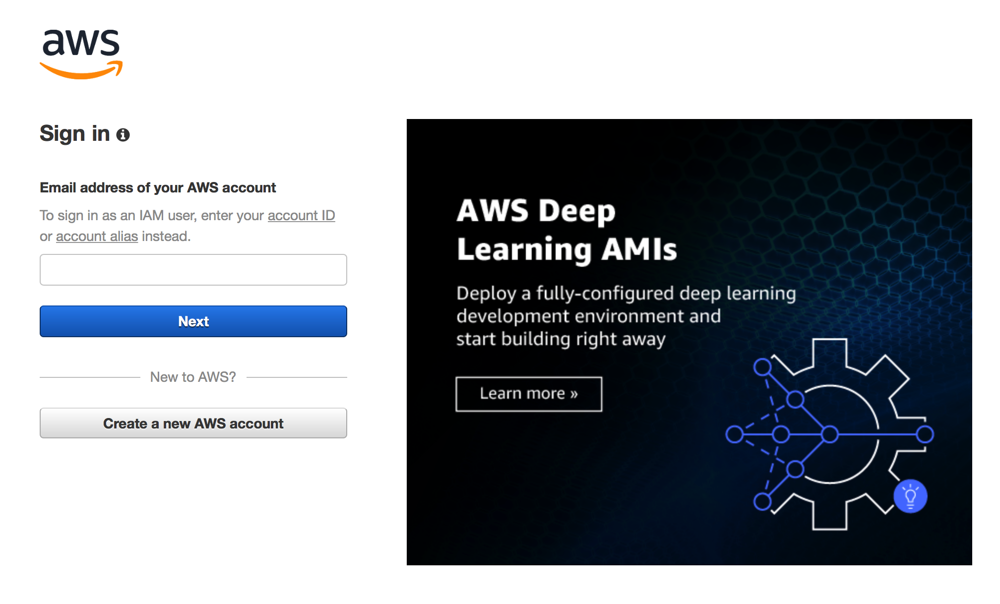 aws
Sign in
Email address of your AWS account
To sign in as an IAM user, enter your account ID
or account alias instead.
Next
New to AWS?
Create a new AWS account
AWS Deep
Learning AMIs
Deploy a fully-configured deep learning
development environment and
start building right away
Learn more »